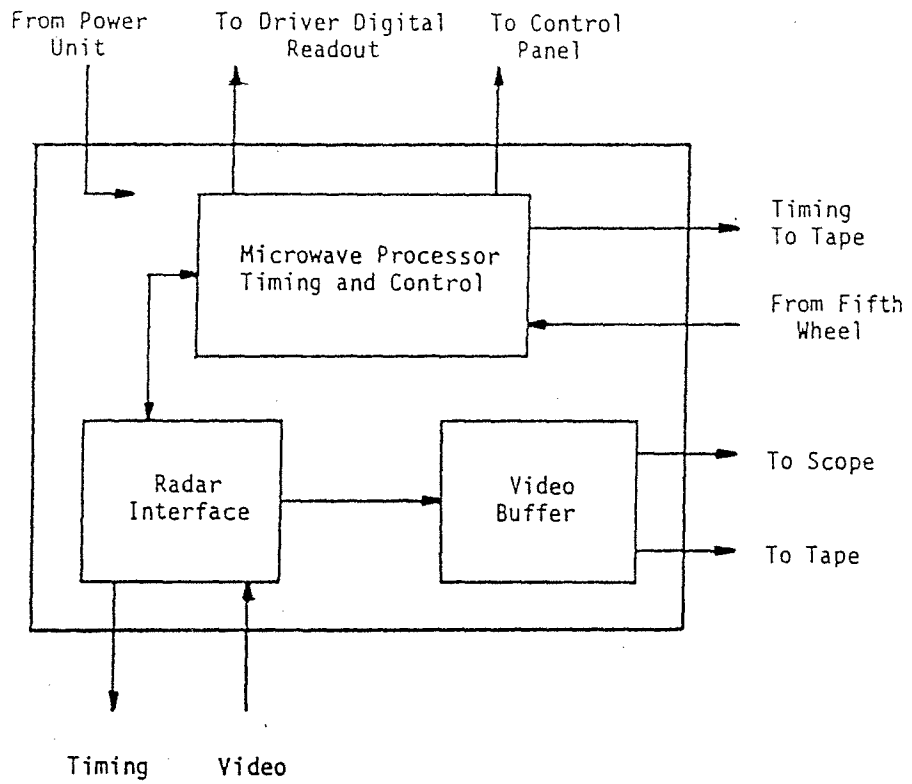 From Power
Unit
To Driver Digital
Readout
To Control
Panel
Microwave Processor
Timing and Control
Timing
To Tape
From Fifth
Wheel
Radar
Interface
Video
Buffer
To Scope
To Tape
Timing
Video